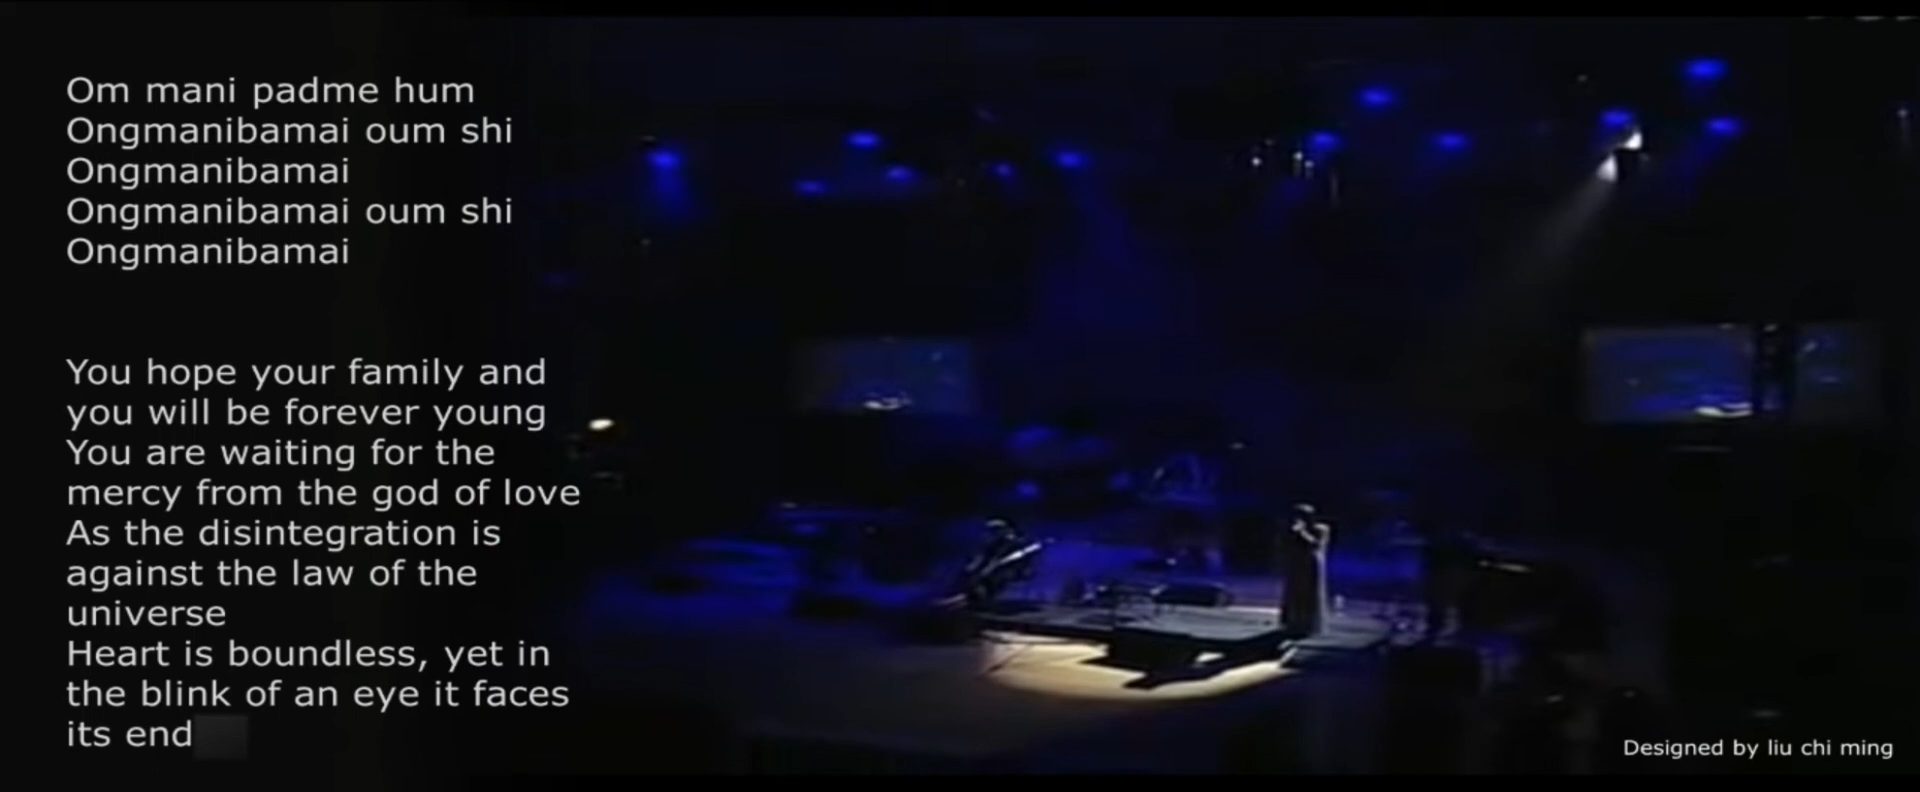 Om mani padme hum
Ongmanibamai oum shi
Ongmanibamai
Ongmanibamai oum shi
Ongmanibamai
You hope your family and
you will be forever young
You are waiting for the
mercy from the god of love
As the disintegration is
against the law of the
universe
Heart is boundless, yet in
the blink of an eye it faces
its end
Designed by liu chi ming